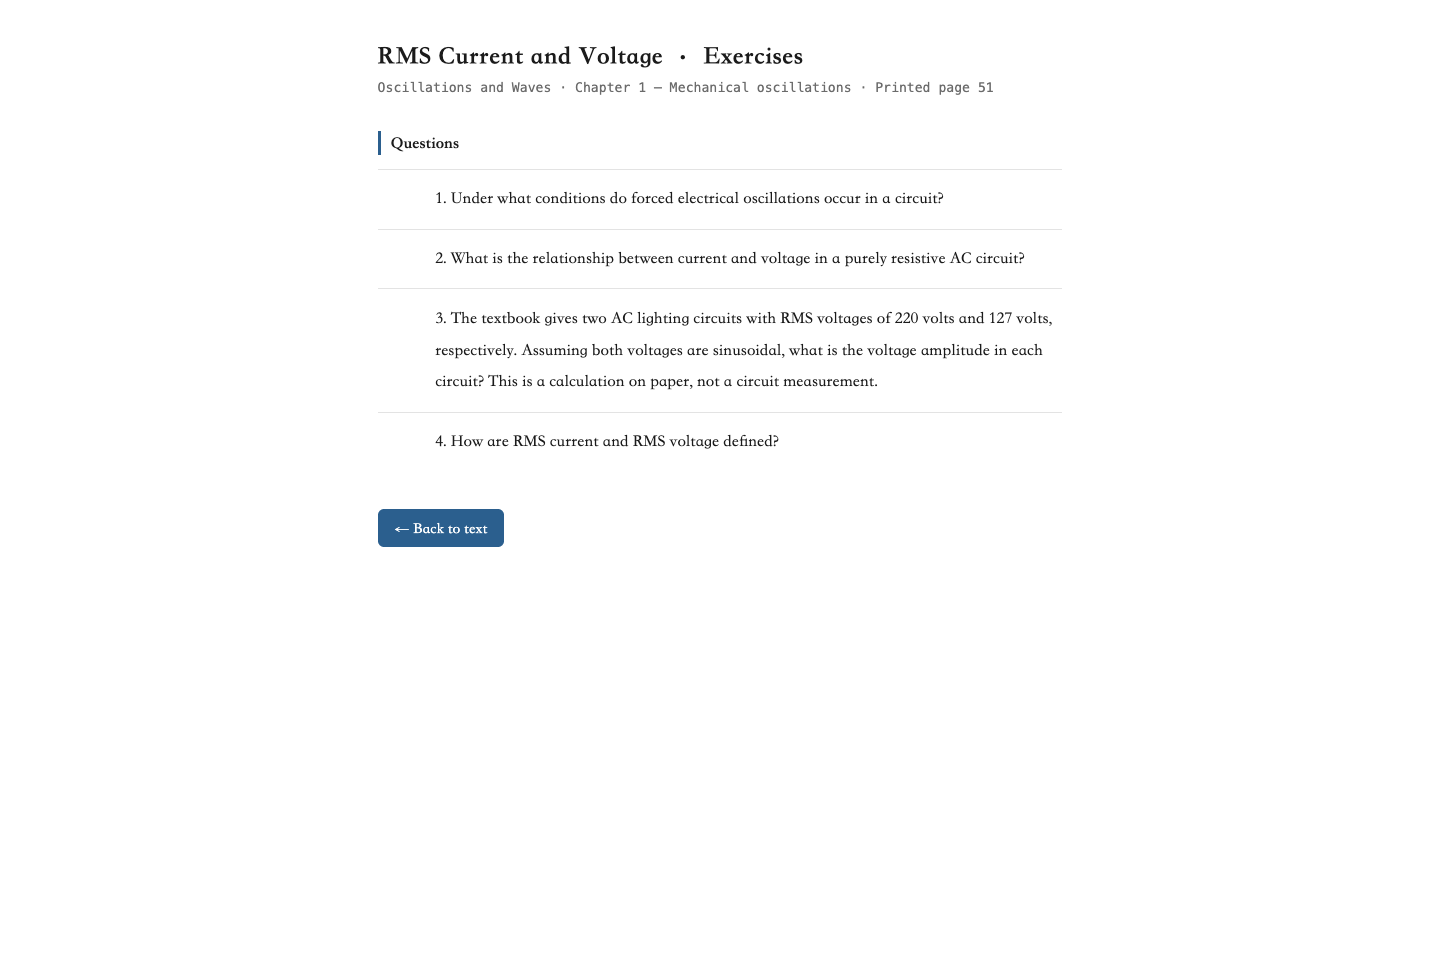 RMS Current and Voltage · Exercises
Oscillations and Waves · Chapter 1 — Mechanical oscillations · Printed page 51
Questions
1. Under what conditions do forced electrical oscillations occur in a circuit?
2. What is the relationship between current and voltage in a purely resistive AC circuit?
3. The textbook gives two AC lighting circuits with RMS voltages of 220 volts and 127 volts,
respectively. Assuming both voltages are sinusoidal, what is the voltage amplitude in each
circuit? This is a calculation on paper, not a circuit measurement.
4. How are RMS current and RMS voltage defined?
← Back to text